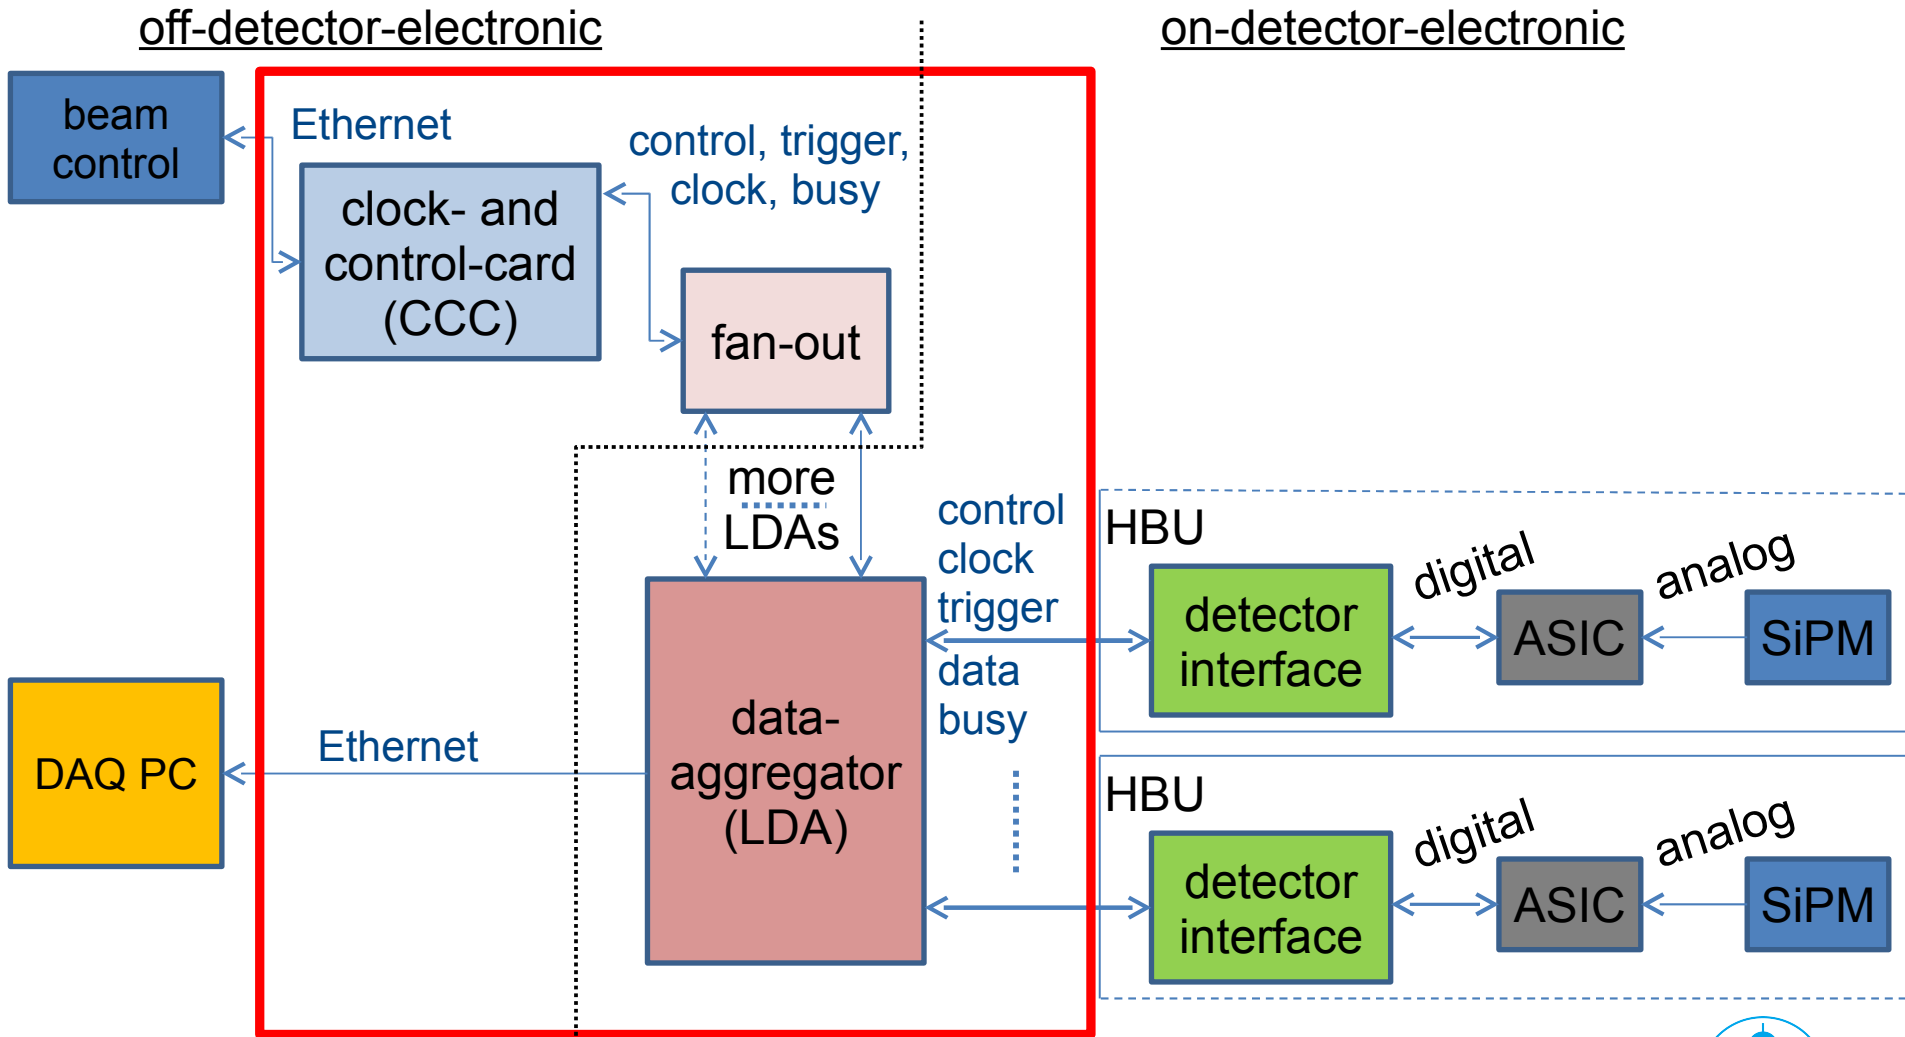 off-detector-electronic
on-detector-electronic
beam
control
Ethernet
control, trigger,
clock, busy
clock- and
control-card
(CCC)
fan-out
more
LDAs
control
clock
trigger
data
busy
HBU
detector
interface
digital
ASIC
analog
SiPM
DAQ PC
Ethernet
data-
aggregator
(LDA)
HBU
detector
interface
digital
ASIC
analog
SiPM